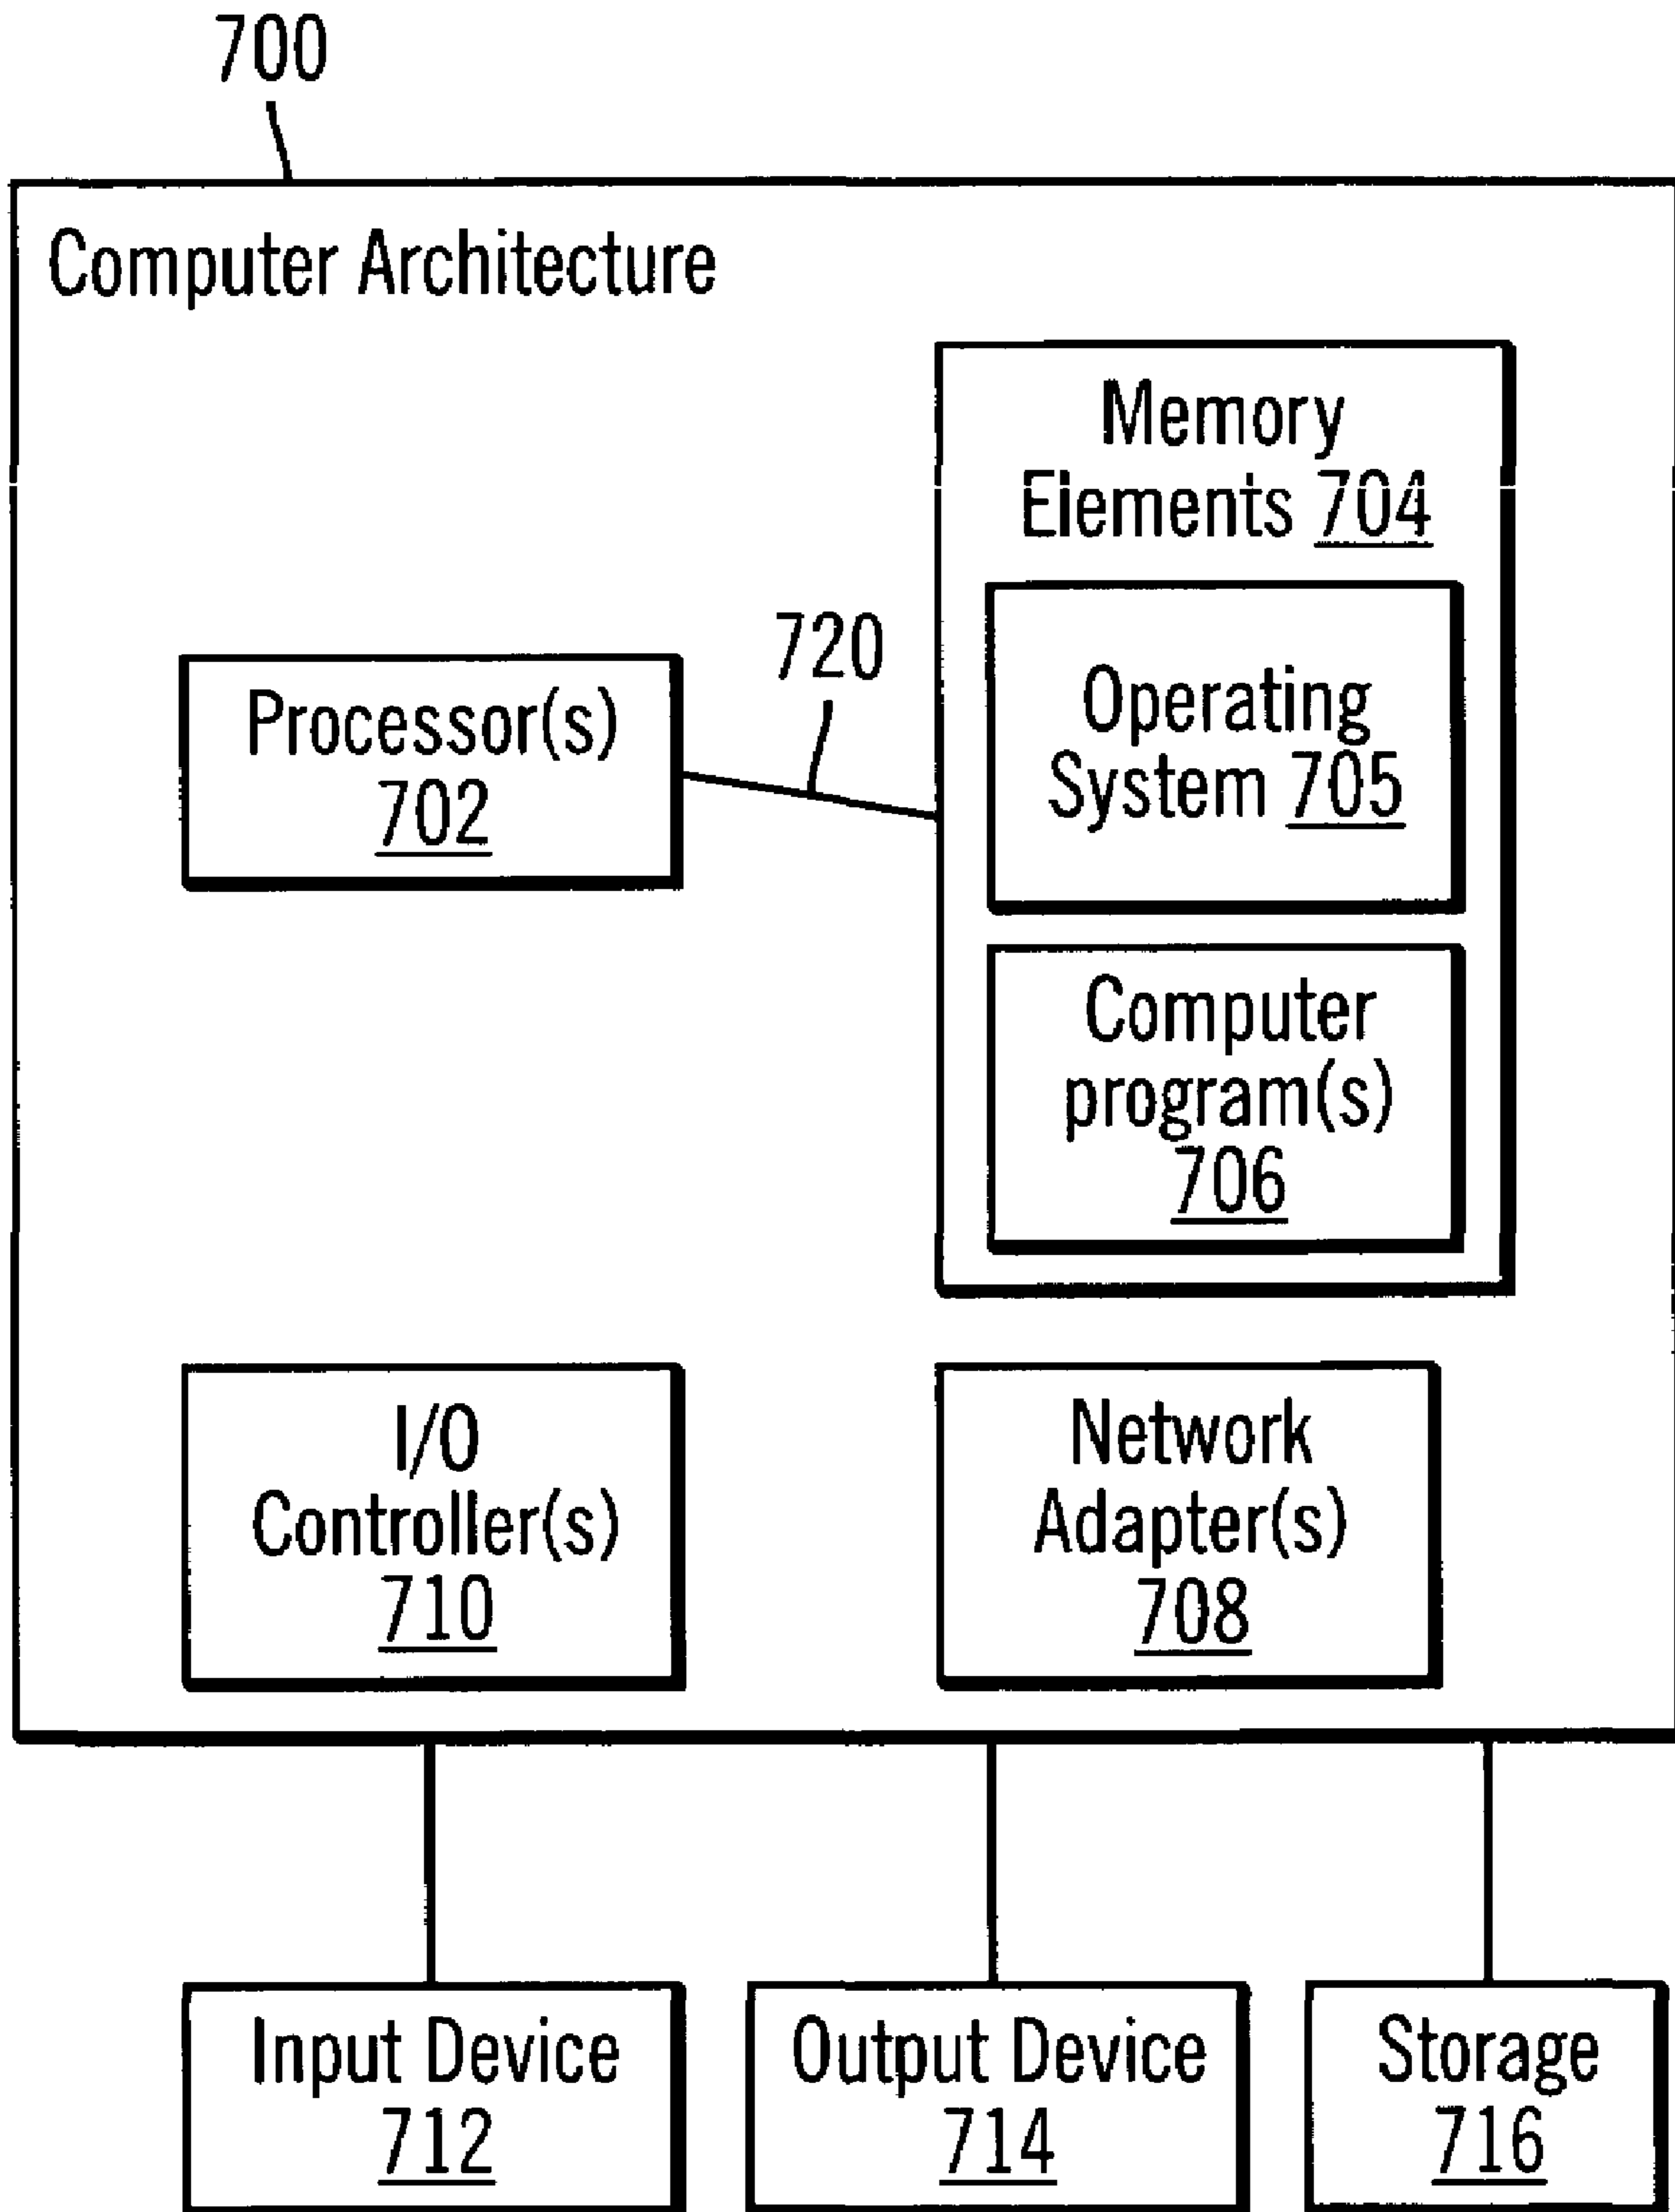 700
Computer Architecture
Memory
Elements 704
720
Processor(s)
702
Operating
System 705
Computer
program(s)
706
I/O
Controller(s)
710
Network
Adapter(s)
708
Input Device
712
Output Device
714
Storage
716